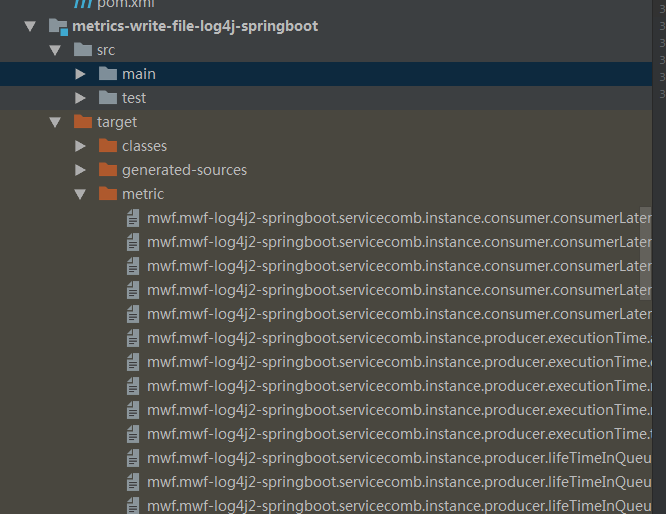 pom.xml
metrics-write-file-log4j-springboot
src
main
test
target
classes
generated-sources
metric
mwf.mwf-log4j2-springboot.servicecomb.instance.consumer.consumerLater
mwf.mwf-log4j2-springboot.servicecomb.instance.consumer.consumerLater
mwf.mwf-log4j2-springboot.servicecomb.instance.consumer.consumerLater
mwf.mwf-log4j2-springboot.servicecomb.instance.consumer.consumerLater
mwf.mwf-log4j2-springboot.servicecomb.instance.consumer.consumerLater
mwf.mwf-log4j2-springboot.servicecomb.instance.producer.executionTime.
mwf.mwf-log4j2-springboot.servicecomb.instance.producer.executionTime.
mwf.mwf-log4j2-springboot.servicecomb.instance.producer.executionTime.
mwf.mwf-log4j2-springboot.servicecomb.instance.producer.executionTime.
mwf.mwf-log4j2-springboot.servicecomb.instance.producer.executionTime.
mwf.mwf-log4j2-springboot.servicecomb.instance.producer.lifeTimeInQueu
mwf.mwf-log4j2-springboot.servicecomb.instance.producer.lifeTimeInQueu
mwf.mwf-log4j2-springboot.servicecomb.instance.producer.lifeTimeInQueu